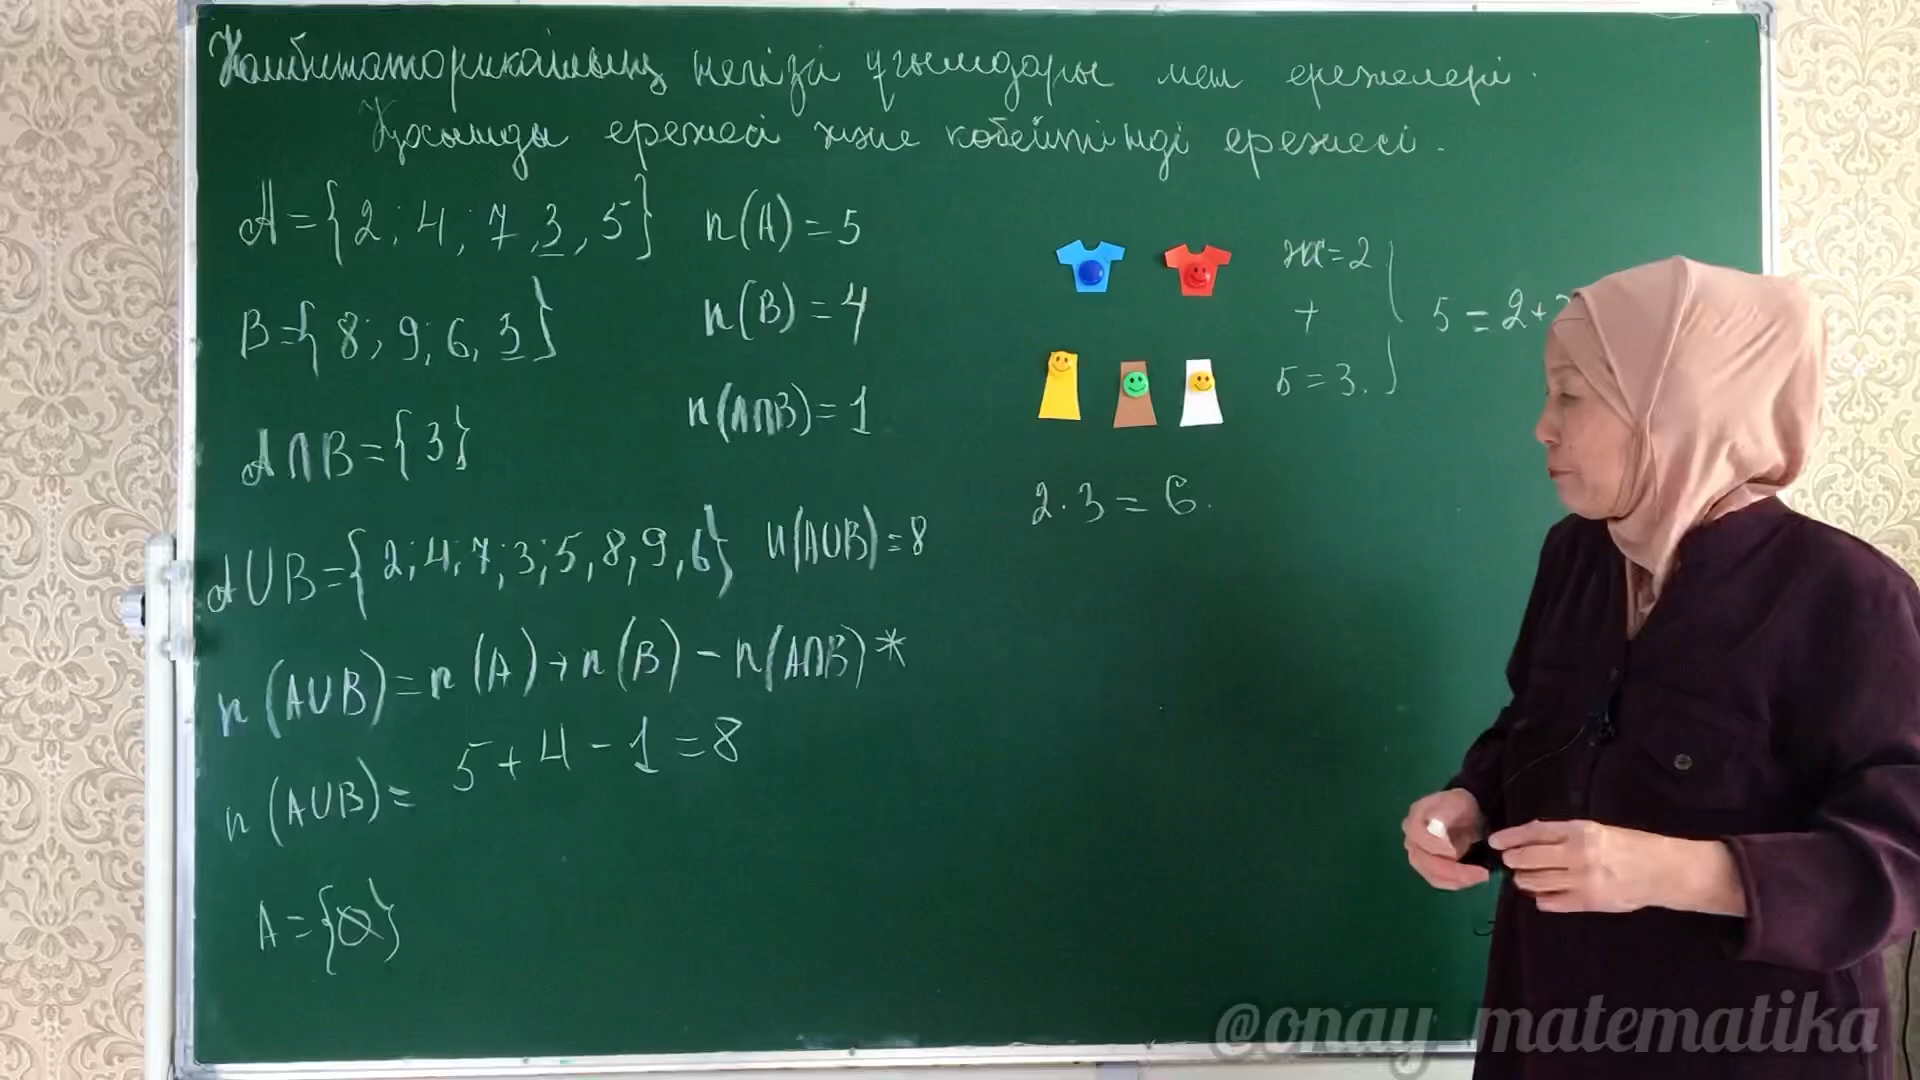 Комбинаториканың негізгі ұғымдары мен ережелері.
Қосынды ережесі және көбейтінді ережесі.
A={2; 4; 7, 3, 5} n(A)=5
B={8; 9; 6, 3} n(B)=4
A∩B={3} n(A∩B)=1
A∪B={2; 4; 7; 3; 5, 8, 9, 6} n(A∪B)=8
n(A∪B)=n(A)+n(B)-n(A∩B)*
n(A∪B)= 5+4-1=8
A={∅}
ж=2
+
5=2+
б=3.
2·3=6.
@onay_matematika